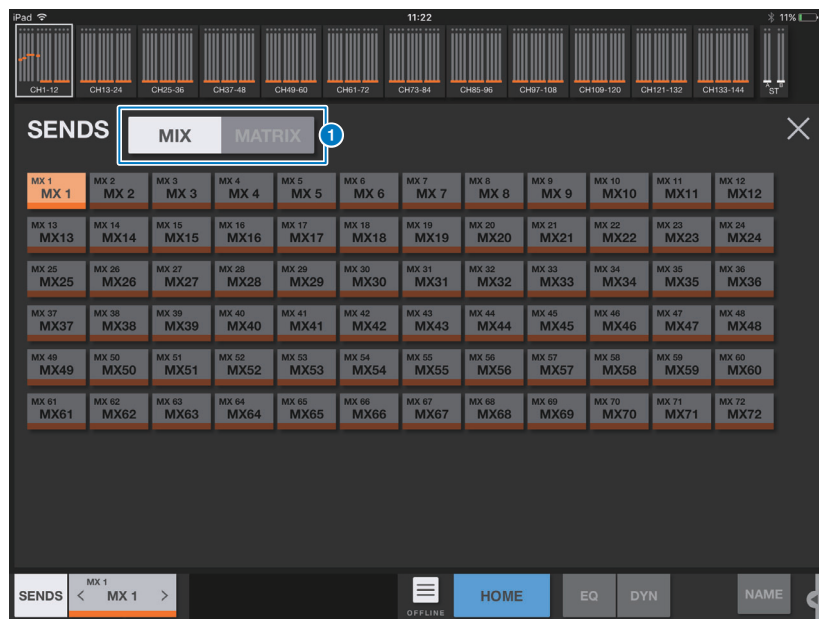 iPad 11:22 11%
CH1-12 CH13-24 CH25-36 CH37-48 CH49-60 CH61-72 CH73-84 CH85-96 CH97-108 CH109-120 CH121-132 CH133-144 A ST B
SENDS MIX MATRIX 1
MX 1 MX 2 MX 3 MX 4 MX 5 MX 6 MX 7 MX 8 MX 9 MX 10 MX 11 MX 12
MX 1 MX 2 MX 3 MX 4 MX 5 MX 6 MX 7 MX 8 MX 9 MX10 MX11 MX12
MX 13 MX 14 MX 15 MX 16 MX 17 MX 18 MX 19 MX 20 MX 21 MX 22 MX 23 MX 24
MX13 MX14 MX15 MX16 MX17 MX18 MX19 MX20 MX21 MX22 MX23 MX24
MX 25 MX 26 MX 27 MX 28 MX 29 MX 30 MX 31 MX 32 MX 33 MX 34 MX 35 MX 36
MX25 MX26 MX27 MX28 MX29 MX30 MX31 MX32 MX33 MX34 MX35 MX36
MX 37 MX 38 MX 39 MX 40 MX 41 MX 42 MX 43 MX 44 MX 45 MX 46 MX 47 MX 48
MX37 MX38 MX39 MX40 MX41 MX42 MX43 MX44 MX45 MX46 MX47 MX48
MX 49 MX 50 MX 51 MX 52 MX 53 MX 54 MX 55 MX 56 MX 57 MX 58 MX 59 MX 60
MX49 MX50 MX51 MX52 MX53 MX54 MX55 MX56 MX57 MX58 MX59 MX60
MX 61 MX 62 MX 63 MX 64 MX 65 MX 66 MX 67 MX 68 MX 69 MX 70 MX 71 MX 72
MX61 MX62 MX63 MX64 MX65 MX66 MX67 MX68 MX69 MX70 MX71 MX72
MX 1
SENDS < MX 1 > HOME EQ DYN NAME
OFFLINE